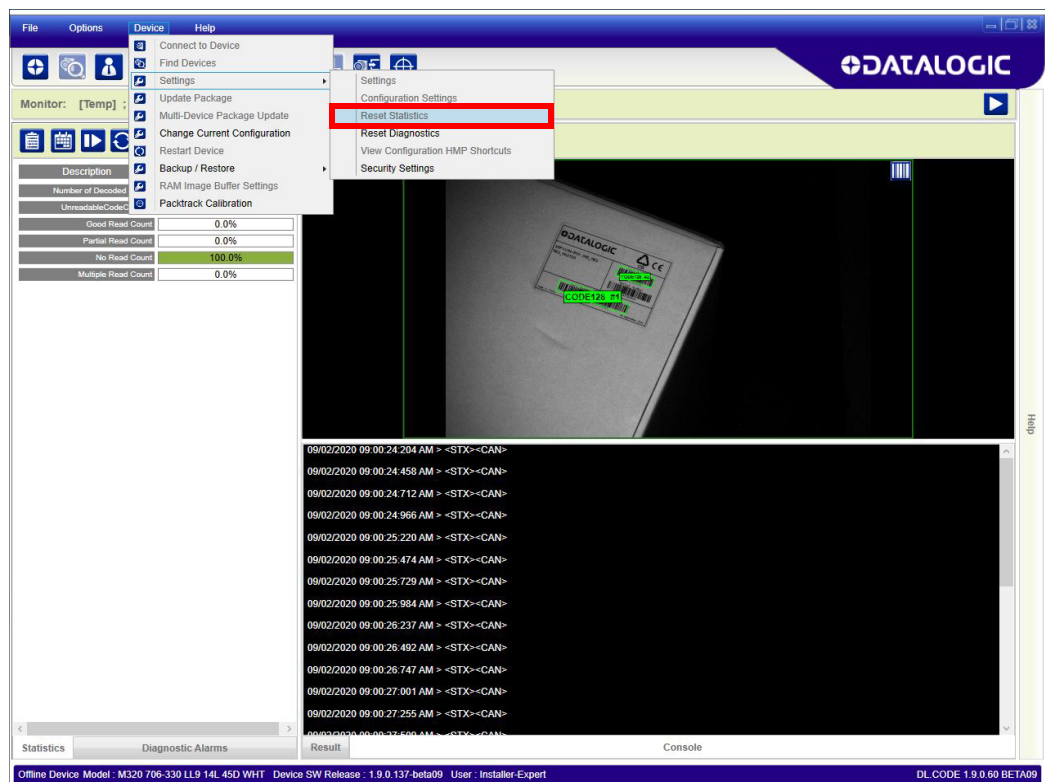 File Options Device Help
Connect to Device
Find Devices
DATALOGIC
Settings
Settings
Monitor: [Temp] ;
Update Package
Configuration Settings
Multi-Device Package Update
Reset Statistics
Change Current Configuration
Reset Diagnostics
Restart Device
View Configuration HMP Shortcuts
Backup / Restore
Security Settings
RAM Image Buffer Settings
Packtrack Calibration
Description
Number of Decoded
UnreadableCodeC
Good Read Count 0.0%
Partial Read Count 0.0%
No Read Count 100.0%
Multiple Read Count 0.0%
DATALOGIC
CE
CODE128 #1
Help
09/02/2020 09:00:24:204 AM > <STX><CAN>
09/02/2020 09:00:24:458 AM > <STX><CAN>
09/02/2020 09:00:24:712 AM > <STX><CAN>
09/02/2020 09:00:24:966 AM > <STX><CAN>
09/02/2020 09:00:25:220 AM > <STX><CAN>
09/02/2020 09:00:25:474 AM > <STX><CAN>
09/02/2020 09:00:25:729 AM > <STX><CAN>
09/02/2020 09:00:25:984 AM > <STX><CAN>
09/02/2020 09:00:26:237 AM > <STX><CAN>
09/02/2020 09:00:26:492 AM > <STX><CAN>
09/02/2020 09:00:26:747 AM > <STX><CAN>
09/02/2020 09:00:27:001 AM > <STX><CAN>
09/02/2020 09:00:27:255 AM > <STX><CAN>
09/02/2020 09:00:27:509 AM > <STX><CAN>
Statistics Diagnostic Alarms Result Console
Offline Device Model : M320 706-330 LL9 14L 45D WHT Device SW Release : 1.9.0.137-beta09 User : Installer-Expert DL.CODE 1.9.0.60 BETA09